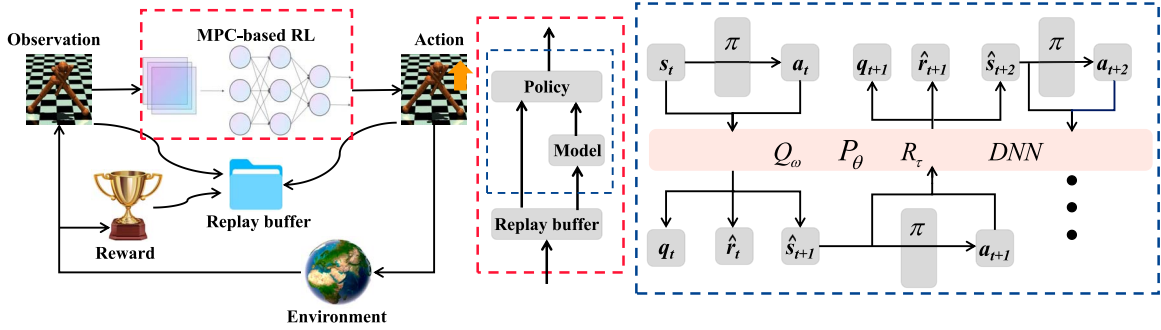 Observation
MPC-based RL
Action
Reward
Replay buffer
Environment
Policy
Model
Replay buffer
s_t
π
a_t
q_{t+1}
r̂_{t+1}
ŝ_{t+2}
π
a_{t+2}
Q_ω
P_θ
R_τ
DNN
q_t
r̂_t
ŝ_{t+1}
π
a_{t+1}